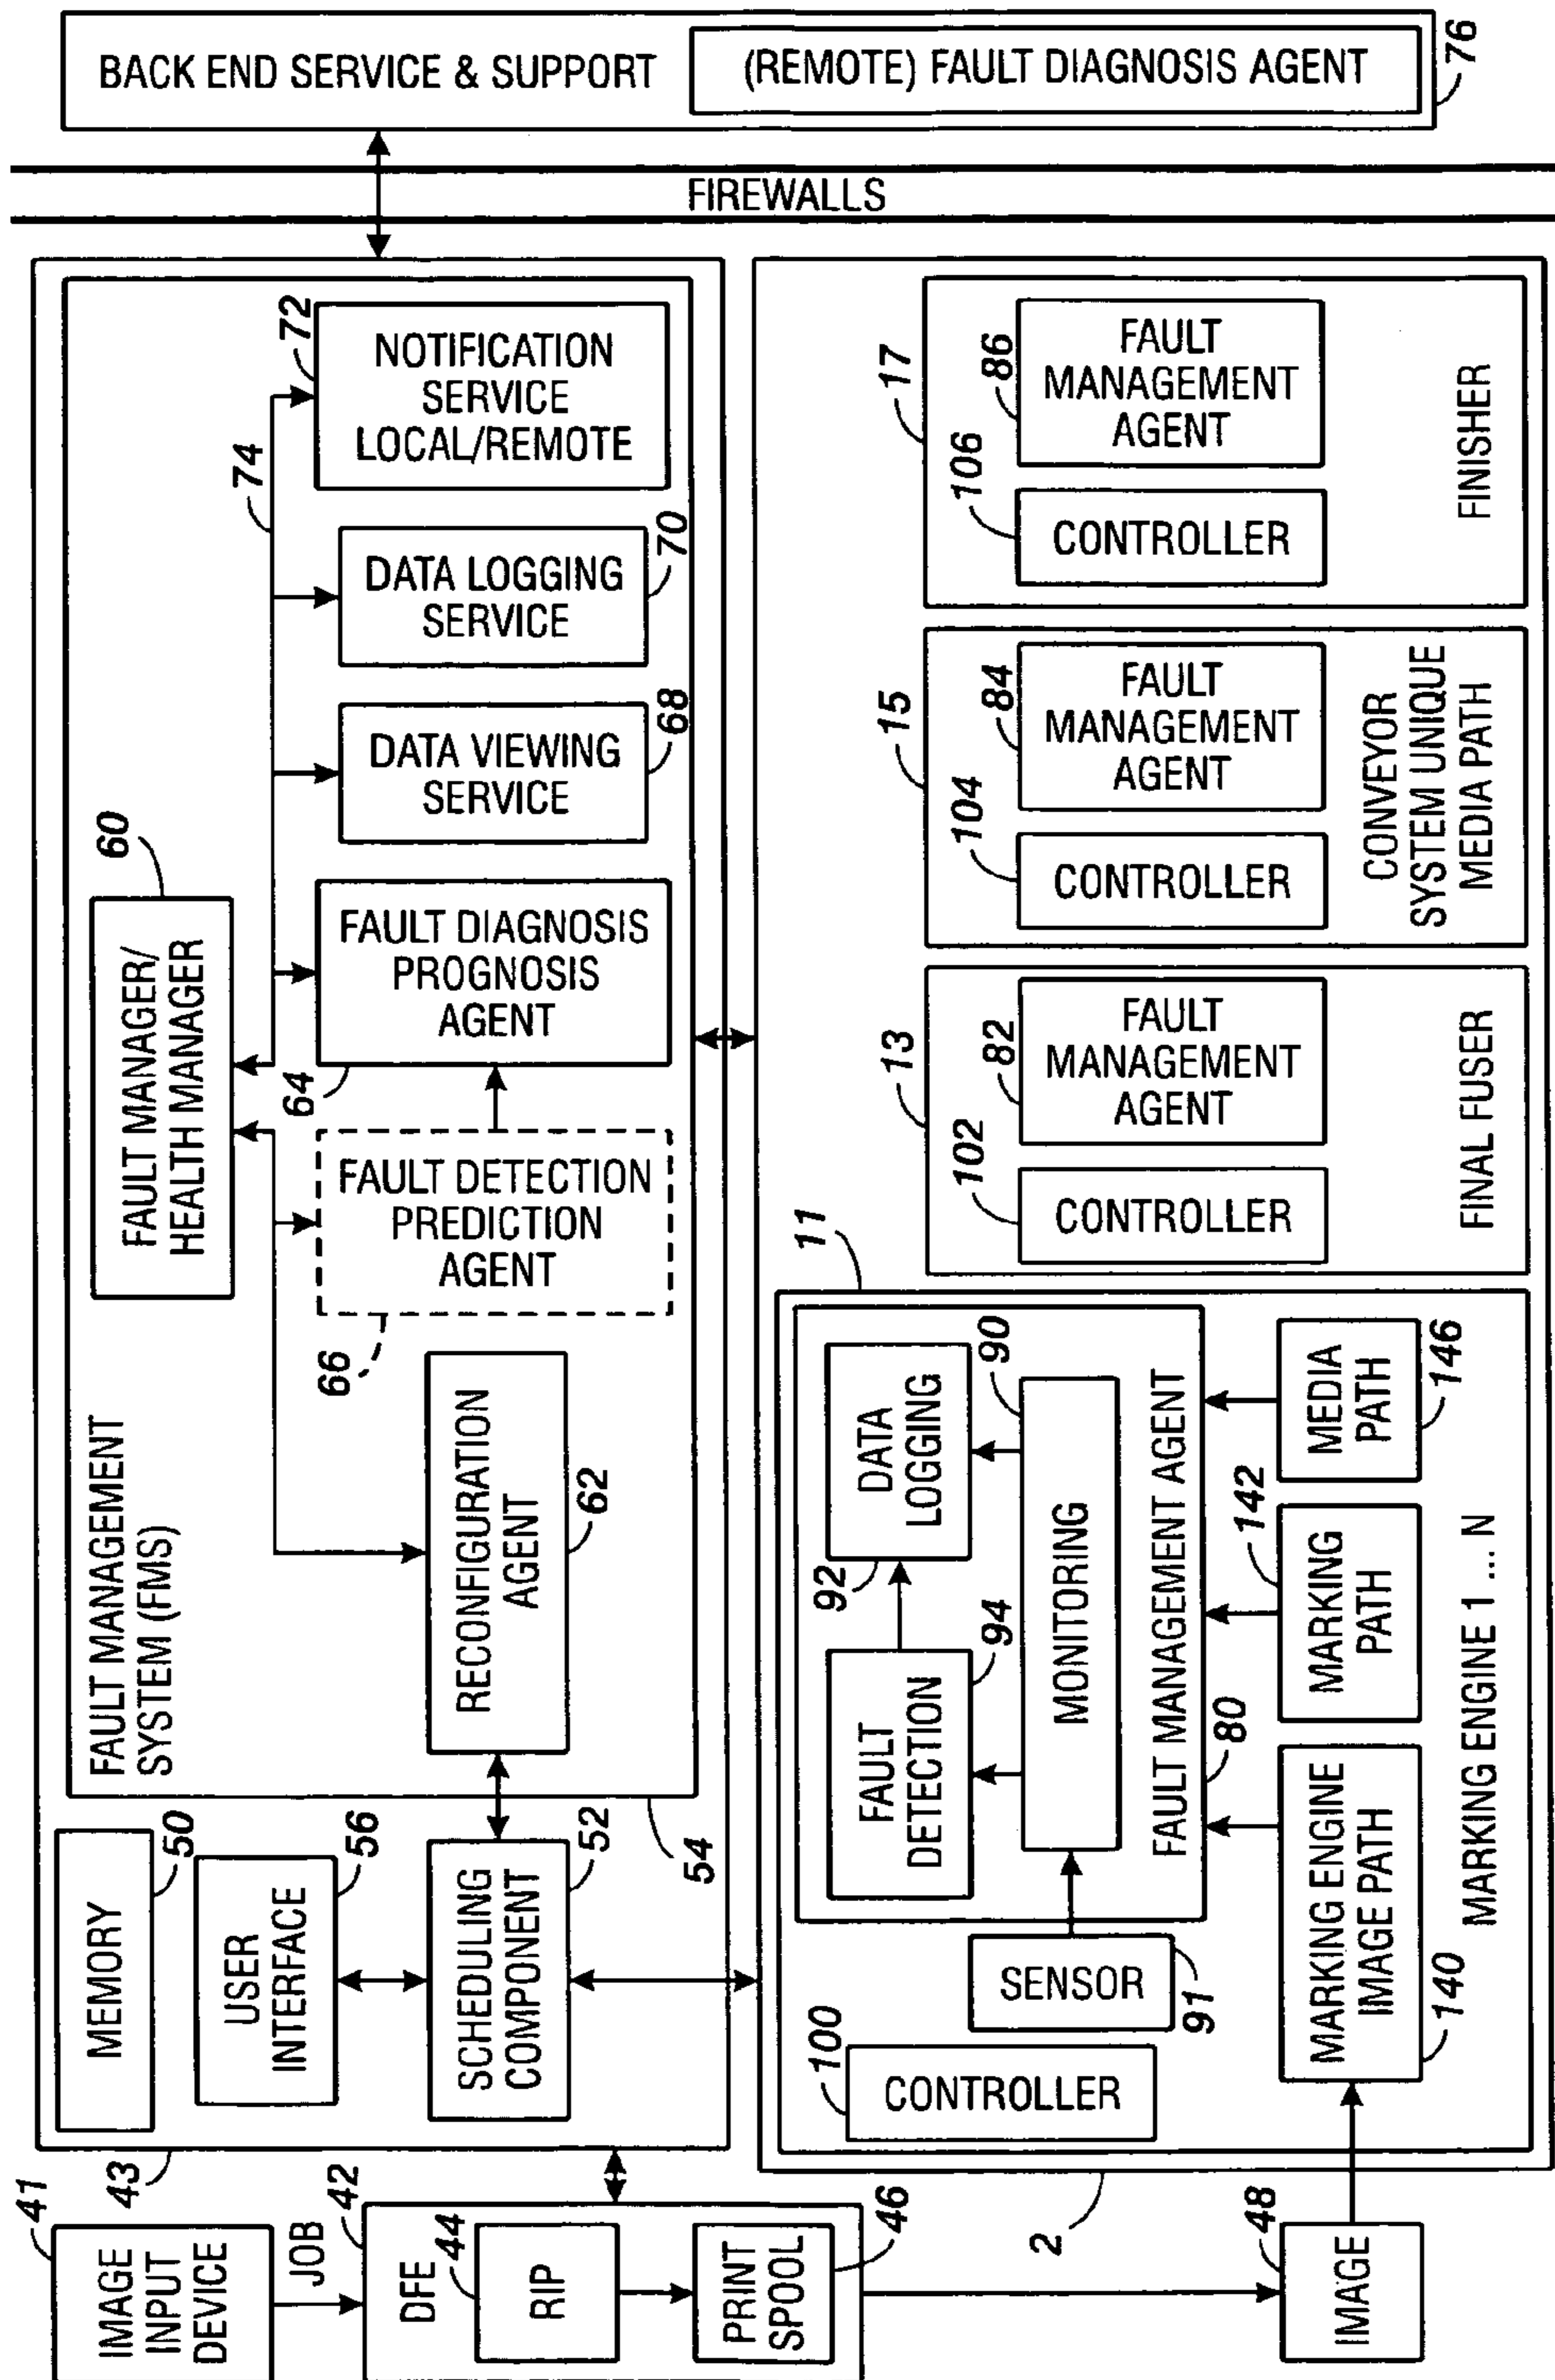 IMAGE
INPUT
DEVICE
41
JOB
42
DFE
44
RIP
PRINT
SPOOL
46
IMAGE
48
43
MEMORY
50
USER
INTERFACE
56
SCHEDULING
COMPONENT
52
54
FAULT MANAGEMENT
SYSTEM (FMS)
FAULT MANAGER/
HEALTH MANAGER
60
RECONFIGURATION
AGENT
62
66
FAULT DETECTION
PREDICTION
AGENT
64
FAULT DIAGNOSIS
PROGNOSIS
AGENT
DATA VIEWING
SERVICE
68
DATA LOGGING
SERVICE
70
74
72
NOTIFICATION
SERVICE
LOCAL/REMOTE
2
100
CONTROLLER
SENSOR
91
FAULT
DETECTION
94
92
DATA
LOGGING
MONITORING
90
FAULT MANAGEMENT AGENT
80
11
MARKING ENGINE
IMAGE PATH
140
MARKING
PATH
142
MEDIA
PATH
146
MARKING ENGINE 1 ... N
13
102
CONTROLLER
82
FAULT
MANAGEMENT
AGENT
FINAL FUSER
15
104
CONTROLLER
84
FAULT
MANAGEMENT
AGENT
CONVEYOR
SYSTEM UNIQUE
MEDIA PATH
17
106
CONTROLLER
86
FAULT
MANAGEMENT
AGENT
FINISHER
FIREWALLS
BACK END SERVICE & SUPPORT
(REMOTE) FAULT DIAGNOSIS AGENT
76